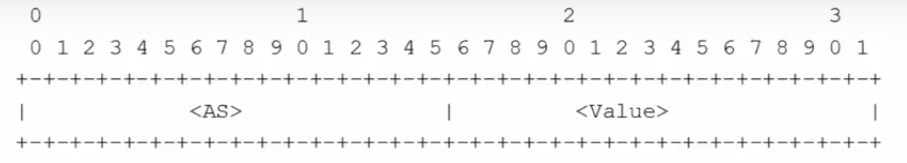 0                   1                   2                   3
0 1 2 3 4 5 6 7 8 9 0 1 2 3 4 5 6 7 8 9 0 1 2 3 4 5 6 7 8 9 0 1
+-+-+-+-+-+-+-+-+-+-+-+-+-+-+-+-+-+-+-+-+-+-+-+-+-+-+-+-+-+-+-+-+
|            <AS>               |         <Value>               |
+-+-+-+-+-+-+-+-+-+-+-+-+-+-+-+-+-+-+-+-+-+-+-+-+-+-+-+-+-+-+-+-+